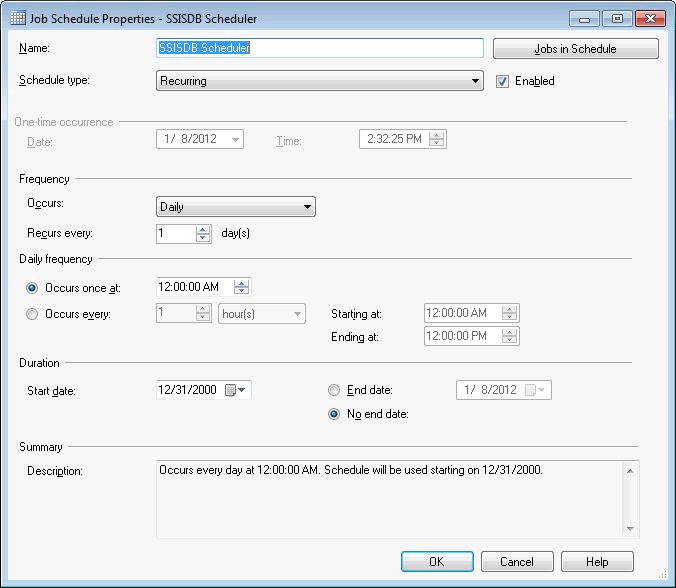 Job Schedule Properties - SSISDB Scheduler
Name: SSISDB Scheduler Jobs in Schedule
Schedule type: Recurring Enabled
One-time occurrence
Date: 1/ 8/2012 Time: 2:32:25 PM
Frequency
Occurs: Daily
Recurs every: 1 day(s)
Daily frequency
Occurs once at: 12:00:00 AM
Occurs every: 1 hour(s) Starting at: 12:00:00 AM
Ending at: 12:00:00 PM
Duration
Start date: 12/31/2000 End date: 1/ 8/2012
No end date:
Summary
Description: Occurs every day at 12:00:00 AM. Schedule will be used starting on 12/31/2000.
OK Cancel Help